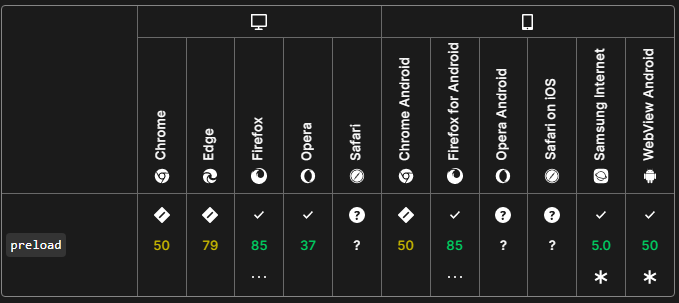 Chrome
Edge
Firefox
Opera
Safari
Chrome Android
Firefox for Android
Opera Android
Safari on iOS
Samsung Internet
WebView Android
? ? ?
preload 50 79 85 37 ? 50 85 ? ? 5.0 50
... ... * *